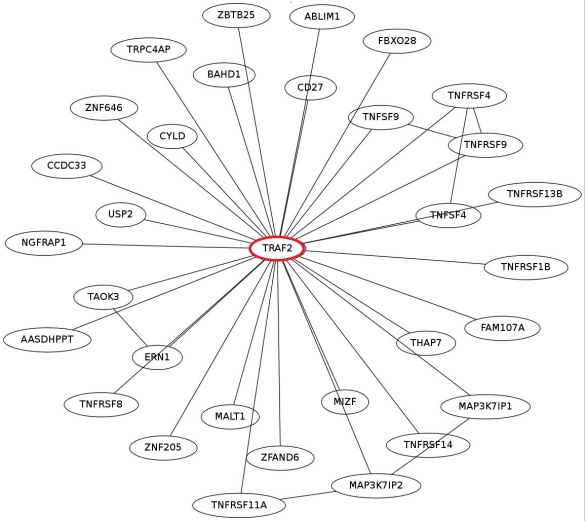 ZBTB25
ABLIM1
FBXO28
TRPC4AP
BAHD1
CD27
TNFRSF4
ZNF646
TNFSF9
CYLD
TNFRSF9
CCDC33
TNFRSF13B
USP2
TNFSF4
NGFRAP1
TRAF2
TNFRSF1B
TAOK3
FAM107A
AASDHPPT
THAP7
ERN1
TNFRSF8
MIZF
MAP3K7IP1
MALT1
ZNF205
TNFRSF14
ZFAND6
MAP3K7IP2
TNFRSF11A